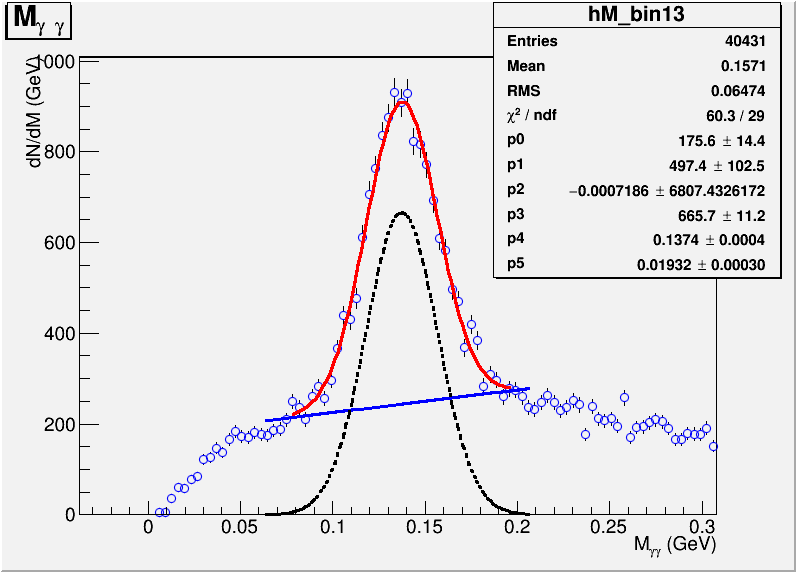 M_γ γ
hM_bin13
Entries 40431
Mean 0.1571
RMS 0.06474
χ² / ndf 60.3 / 29
p0 175.6 ± 14.4
p1 497.4 ± 102.5
p2 −0.0007186 ± 6807.4326172
p3 665.7 ± 11.2
p4 0.1374 ± 0.0004
p5 0.01932 ± 0.00030
dN/dM (GeV)
1000
800
600
400
200
0
0 0.05 0.1 0.15 0.2 0.25 0.3
M_γγ (GeV)